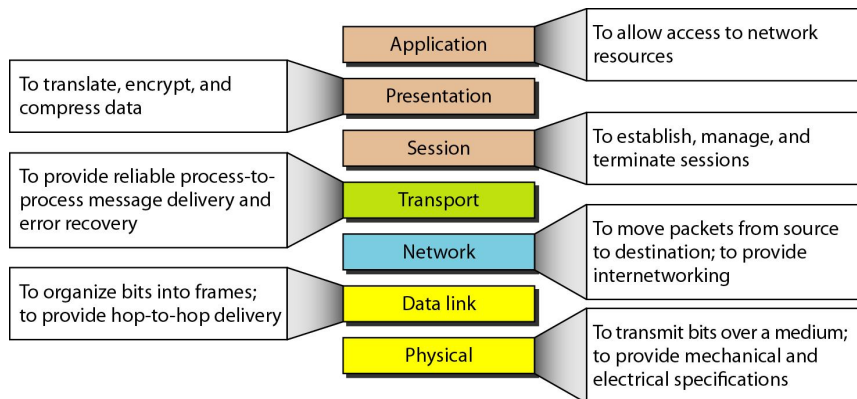 Application
To allow access to network
resources
To translate, encrypt, and
compress data
Presentation
Session
To establish, manage, and
terminate sessions
To provide reliable process-to-
process message delivery and
error recovery
Transport
Network
To move packets from source
to destination; to provide
internetworking
To organize bits into frames;
to provide hop-to-hop delivery
Data link
Physical
To transmit bits over a medium;
to provide mechanical and
electrical specifications